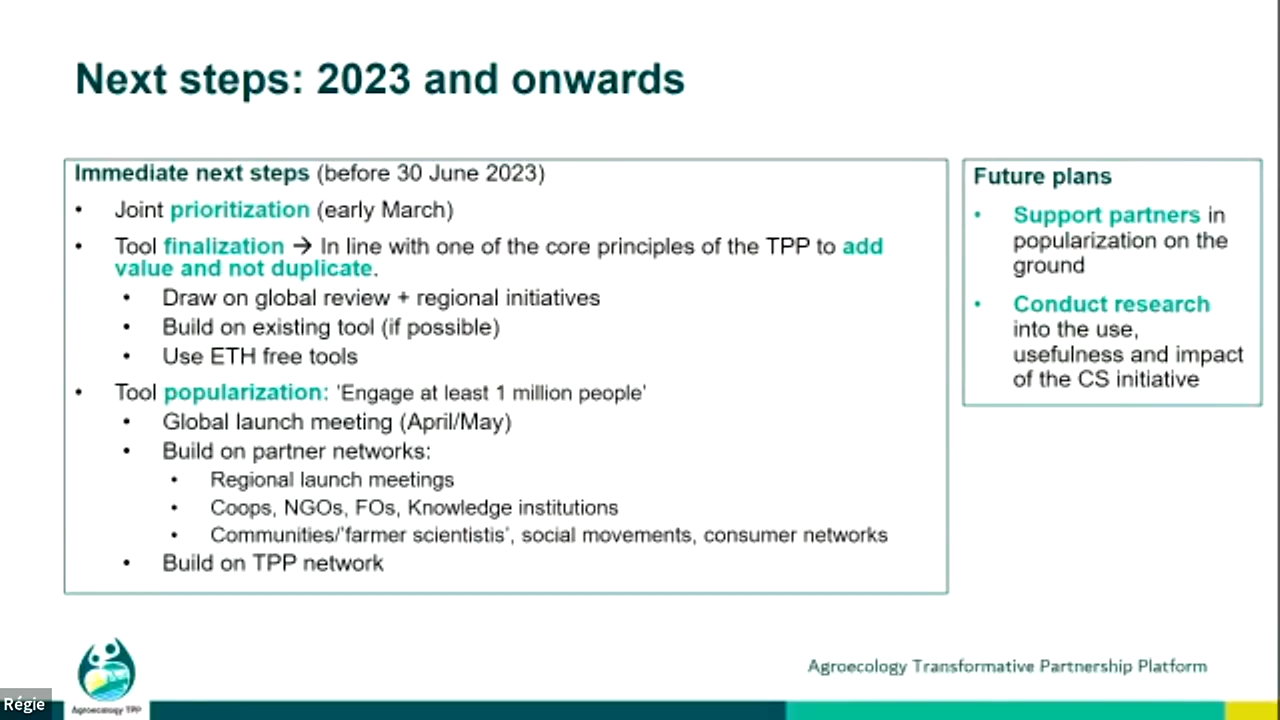 Next steps: 2023 and onwards
Immediate next steps (before 30 June 2023)
• Joint prioritization (early March)
• Tool finalization → In line with one of the core principles of the TPP to add
value and not duplicate.
• Draw on global review + regional initiatives
• Build on existing tool (if possible)
• Use ETH free tools
• Tool popularization: 'Engage at least 1 million people'
• Global launch meeting (April/May)
• Build on partner networks:
• Regional launch meetings
• Coops, NGOs, FOs, Knowledge institutions
• Communities/'farmer scientistis', social movements, consumer networks
• Build on TPP network
Future plans
• Support partners in
popularization on the
ground
• Conduct research
into the use,
usefulness and impact
of the CS initiative
Agroecology Transformative Partnership Platform
Agroecology TPP
Régie